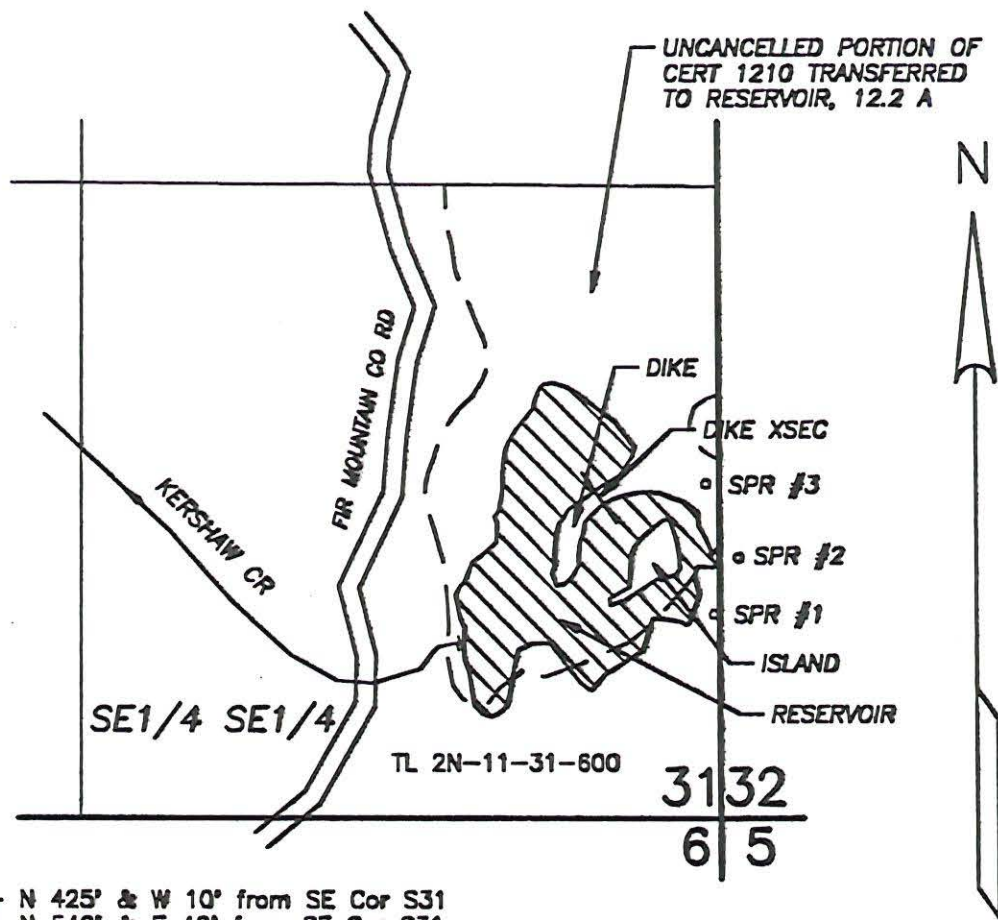 UNCANCELLED PORTION OF
CERT 1210 TRANSFERRED
TO RESERVOIR, 12.2 A
N
DIKE
DIKE XSEC
FIR MOUNTAIN CO RD
SPR #3
KERSHAW CR
SPR #2
SPR #1
ISLAND
RESERVOIR
SE1/4 SE1/4
TL 2N-11-31-600
31 32
6 5
N 425' & W 10' from SE Cor S31